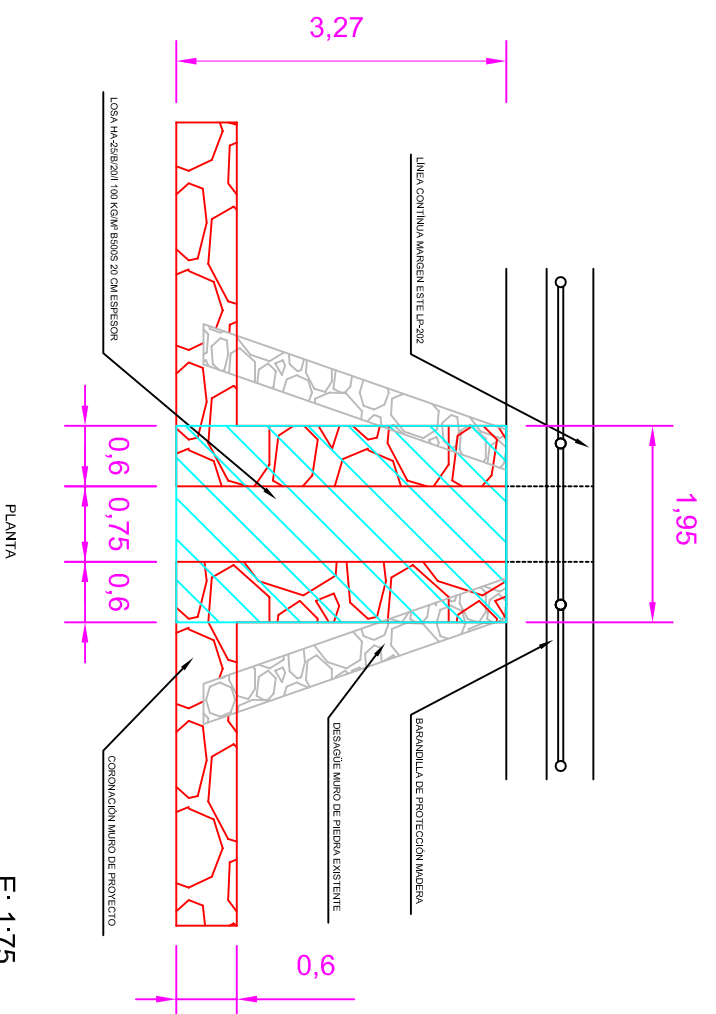 3,27
LOSA HA-25/B/20/I 100 KG/M³ B500S 20 CM ESPESOR
LÍNEA CONTÍNUA MARGEN ESTE LP-202
1,95
0,6
0,75
0,6
CORONACIÓN MURO DE PROYECTO
DESAGÜE MURO DE PIEDRA EXISTENTE
BARANDILLA DE PROTECCIÓN MADERA
0,6
PLANTA
E: 1:75